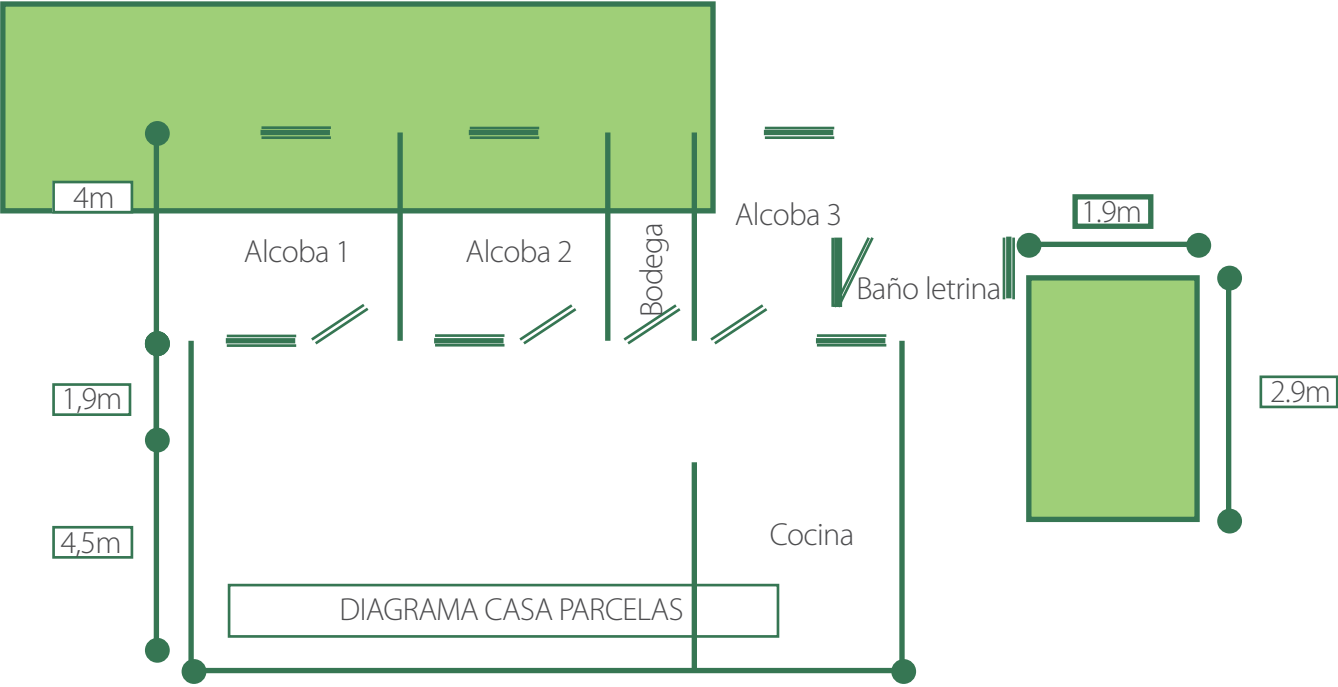 4m
1.9m
Alcoba 3
Alcoba 1
Alcoba 2
Bodega
Baño letrina
1,9m
2.9m
4,5m
Cocina
DIAGRAMA CASA PARCELAS